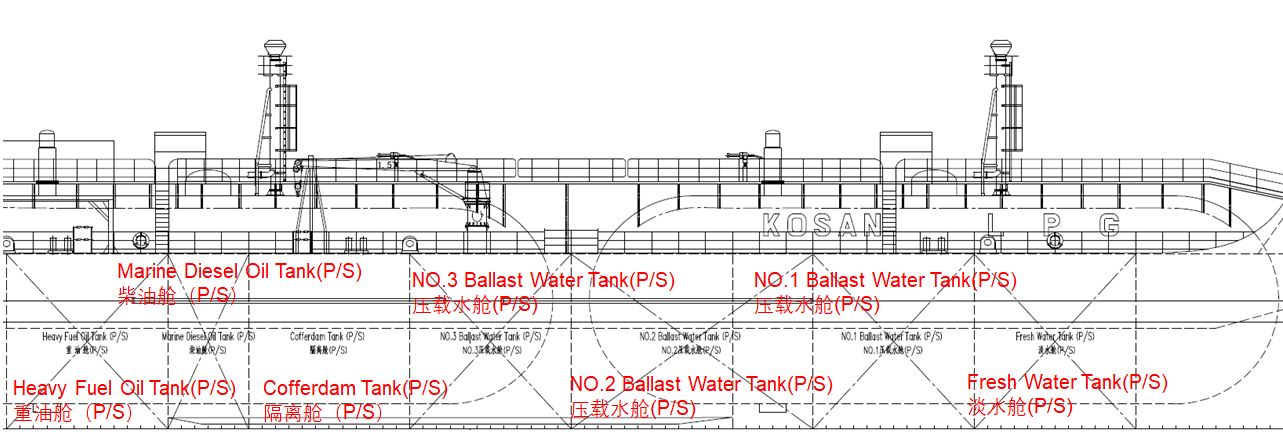 1.5T
KOSAN L P G
Marine Diesel Oil Tank(P/S)
柴油舱（P/S）
NO.3 Ballast Water Tank(P/S)
压载水舱(P/S)
NO.1 Ballast Water Tank(P/S)
压载水舱(P/S)
Heavy Fuel Oil Tank (P/S)
重油舱(P/S)
Marine Diesel Oil Tank (P/S)
柴油舱(P/S)
Cofferdam Tank (P/S)
隔离舱(P/S)
NO.3 Ballast Water Tank (P/S)
NO.3压载水舱(P/S)
NO.2 Ballast Water Tank (P/S)
NO.2压载水舱(P/S)
NO.1 Ballast Water Tank (P/S)
NO.1压载水舱(P/S)
Fresh Water Tank (P/S)
淡水舱(P/S)
Heavy Fuel Oil Tank(P/S)
重油舱（P/S）
Cofferdam Tank(P/S)
隔离舱（P/S）
NO.2 Ballast Water Tank(P/S)
压载水舱(P/S)
Fresh Water Tank(P/S)
淡水舱(P/S)